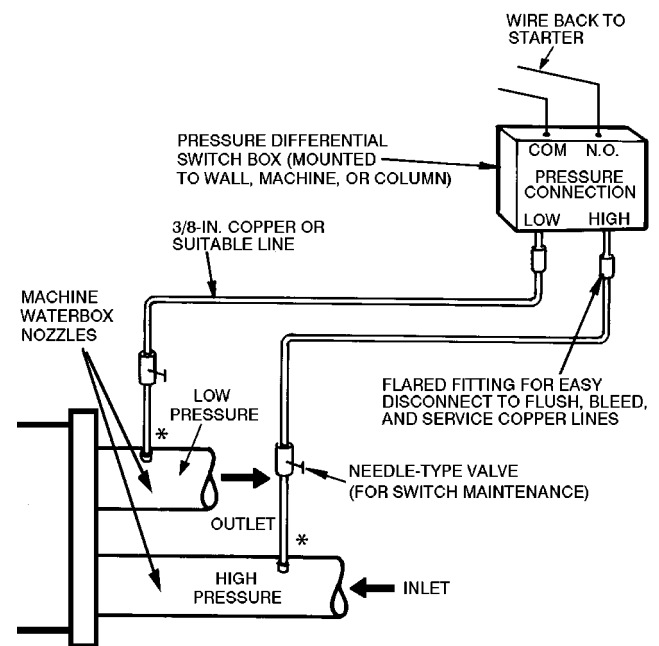 WIRE BACK TO
STARTER
PRESSURE DIFFERENTIAL
SWITCH BOX (MOUNTED
TO WALL, MACHINE, OR COLUMN)
COM N.O.
PRESSURE
CONNECTION
LOW HIGH
3/8-IN. COPPER OR
SUITABLE LINE
MACHINE
WATERBOX
NOZZLES
FLARED FITTING FOR EASY
DISCONNECT TO FLUSH, BLEED,
AND SERVICE COPPER LINES
LOW
PRESSURE
*
NEEDLE-TYPE VALVE
(FOR SWITCH MAINTENANCE)
OUTLET
*
HIGH
PRESSURE
INLET